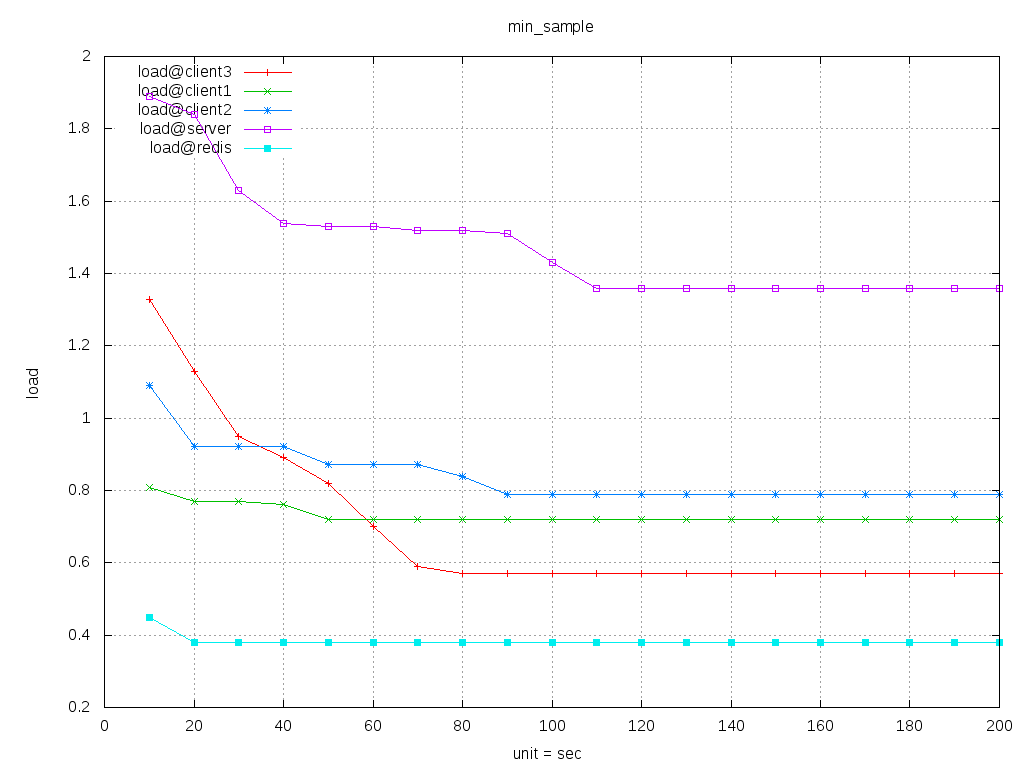 min_sample
load@client3
load@client1
load@client2
load@server
load@redis
2
1.8
1.6
1.4
1.2
1
0.8
0.6
0.4
0.2
load
0 20 40 60 80 100 120 140 160 180 200
unit = sec